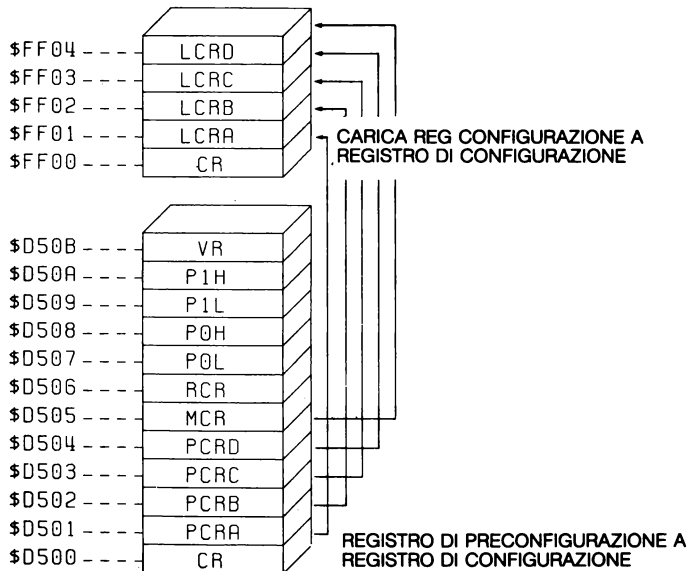 $FF04 ---- LCRD
$FF03 ---- LCRC
$FF02 ---- LCRB
$FF01 ---- LCRA
$FF00 ---- CR
CARICA REG CONFIGURAZIONE A
REGISTRO DI CONFIGURAZIONE
$D50B ---- VR
$D50A ---- P1H
$D509 ---- P1L
$D508 ---- P0H
$D507 ---- P0L
$D506 ---- RCR
$D505 ---- MCR
$D504 ---- PCRD
$D503 ---- PCRC
$D502 ---- PCRB
$D501 ---- PCRA
$D500 ---- CR
REGISTRO DI PRECONFIGURAZIONE A
REGISTRO DI CONFIGURAZIONE